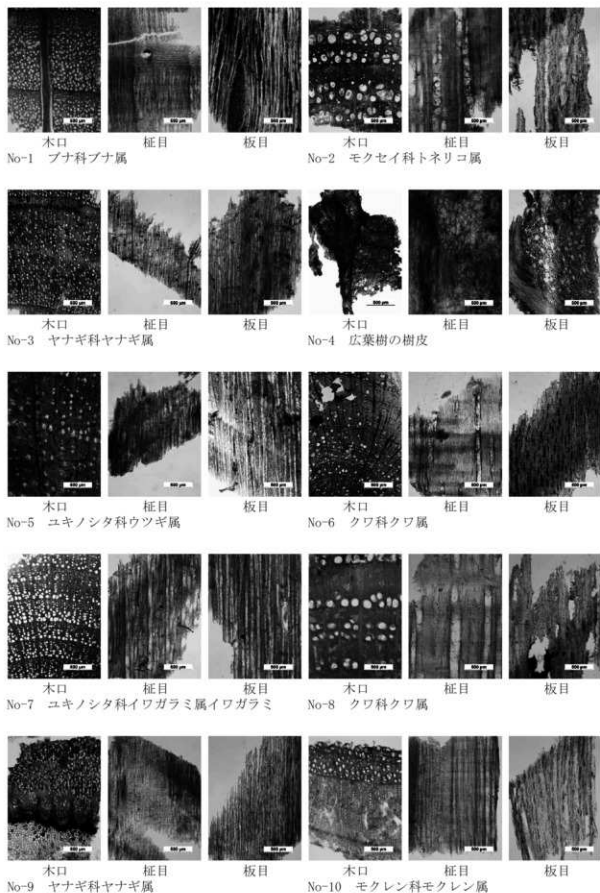 木口 柾目 板目 木口 柾目 板目
No-1 ブナ科ブナ属 No-2 モクセイ科トネリコ属
木口 柾目 板目 木口 柾目 板目
No-3 ヤナギ科ヤナギ属 No-4 広葉樹の樹皮
木口 柾目 板目 木口 柾目 板目
No-5 ユキノシタ科ウツギ属 No-6 クワ科クワ属
木口 柾目 板目 木口 柾目 板目
No-7 ユキノシタ科イワガラミ属イワガラミ No-8 クワ科クワ属
木口 柾目 板目 木口 柾目 板目
No-9 ヤナギ科ヤナギ属 No-10 モクレン科モクレン属